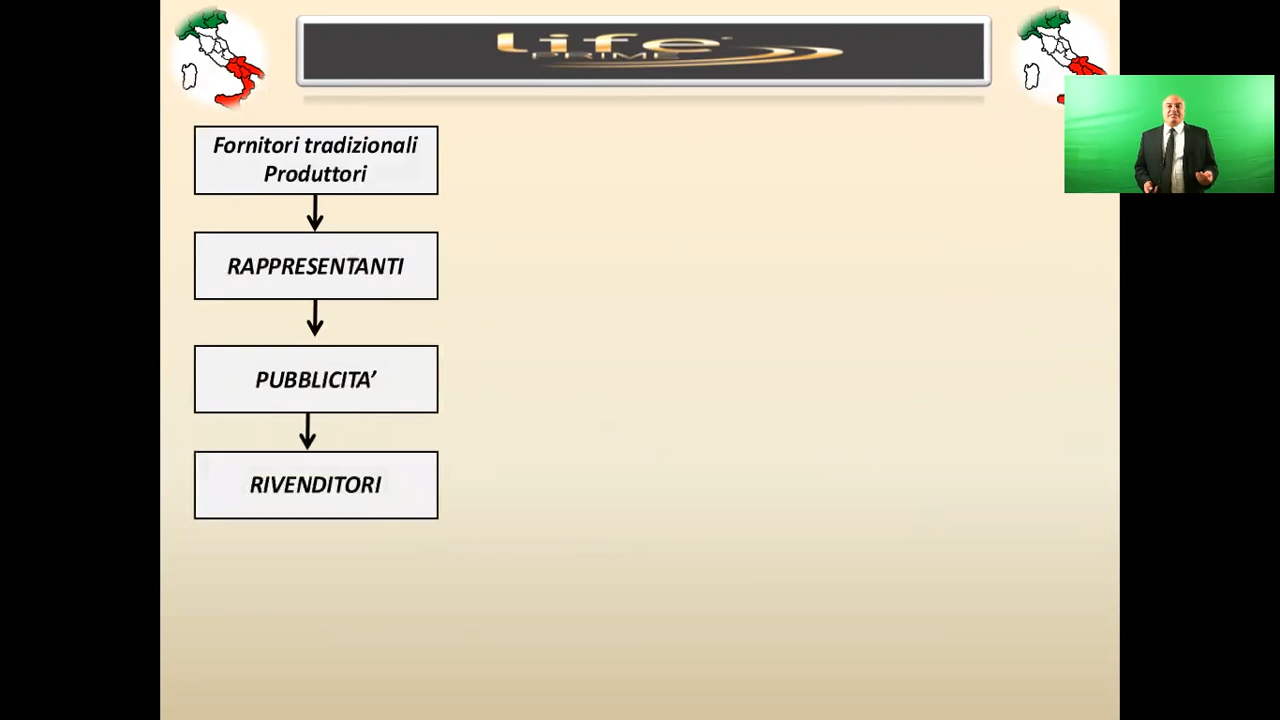 Life
PRIME
Fornitori tradizionali
Produttori
RAPPRESENTANTI
PUBBLICITA’
RIVENDITORI